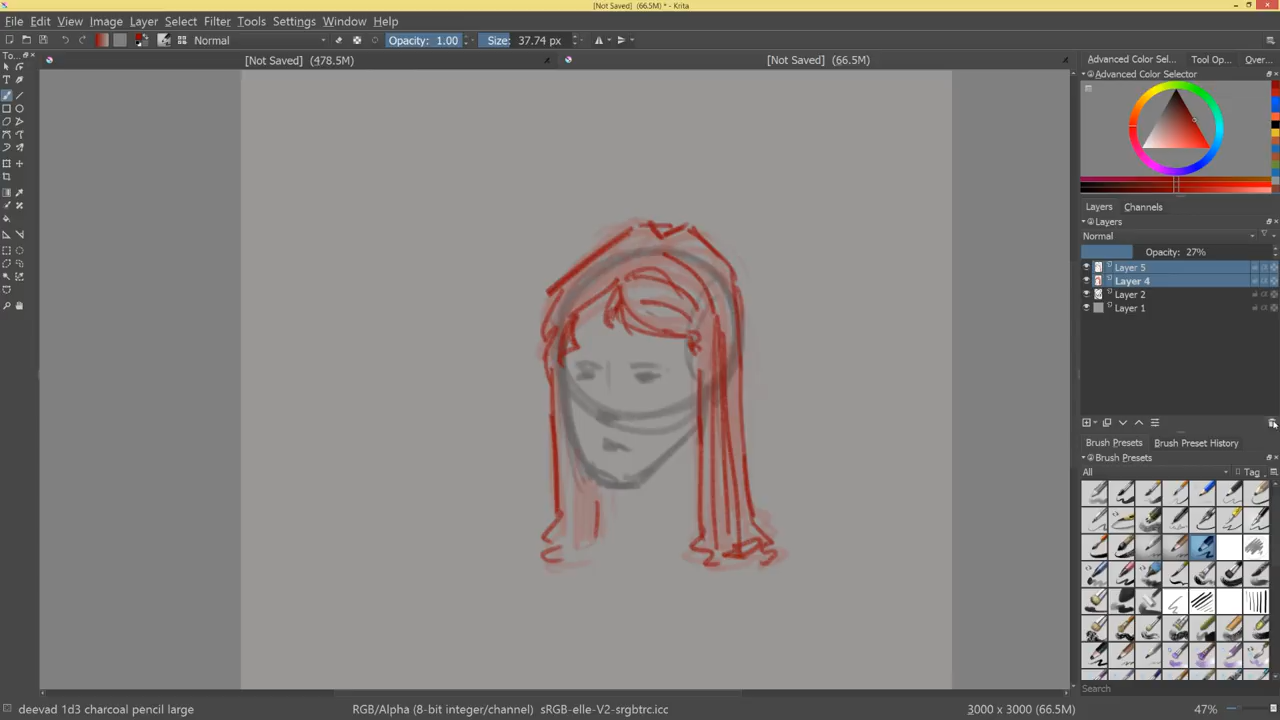 [Not Saved]  (66.5M) * - Krita
File Edit View Image Layer Select Filter Tools Settings Window Help
Normal Opacity: 1.00 Size: 37.74 px
To... [Not Saved]  (478.5M) [Not Saved]  (66.5M) Advanced Color Sel... Tool Op... Over...
Advanced Color Selector
Layers Channels
Layers
Normal
Opacity: 27%
Layer 5
Layer 4
Layer 2
Layer 1
Brush Presets Brush Preset History
Brush Presets
All Tag
Search
deevad 1d3 charcoal pencil large RGB/Alpha (8-bit integer/channel)  sRGB-elle-V2-srgbtrc.icc 3000 x 3000 (66.5M) 47%